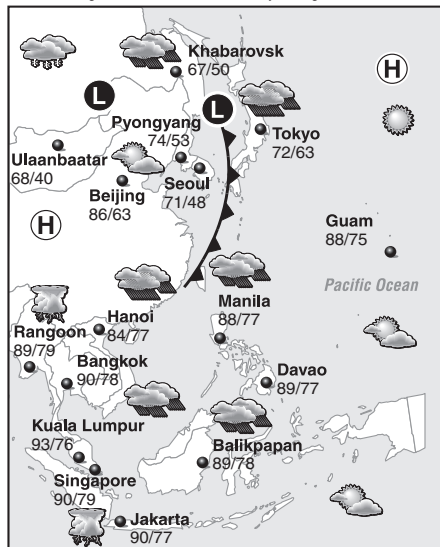 Khabarovsk
67/50
H
L
L
Pyongyang
74/53
Tokyo
72/63
Ulaanbaatar
68/40
Seoul
71/48
Beijing
86/63
H
Guam
88/75
Pacific Ocean
Manila
88/77
Hanoi
84/77
Rangoon
89/79
Bangkok
90/78
Davao
89/77
Kuala Lumpur
93/76
Balikpapan
89/78
Singapore
90/79
Jakarta
90/77